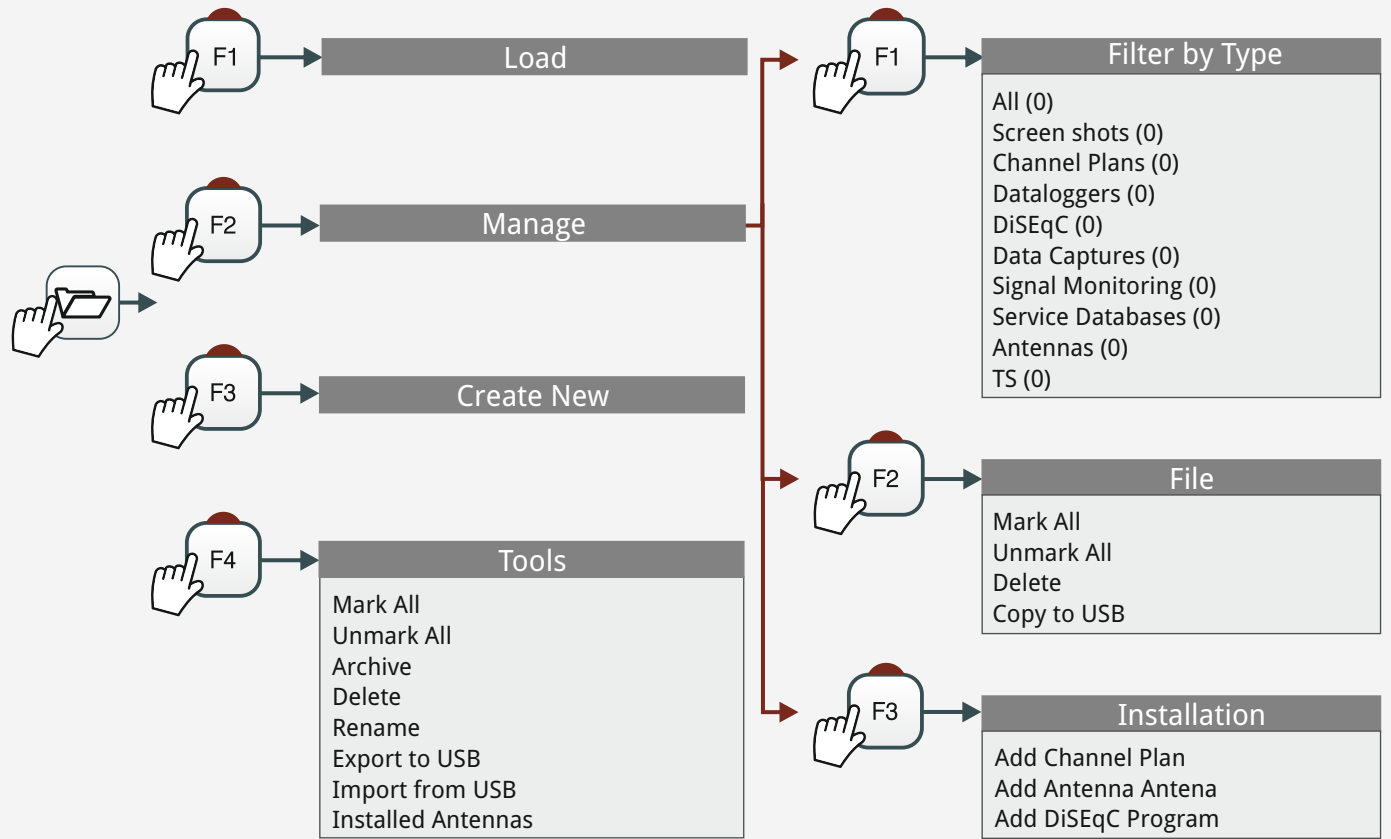 F1
Load
F2
Manage
F3
Create New
F4
Tools
Mark All
Unmark All
Archive
Delete
Rename
Export to USB
Import from USB
Installed Antennas
F1
Filter by Type
All (0)
Screen shots (0)
Channel Plans (0)
Dataloggers (0)
DiSEqC (0)
Data Captures (0)
Signal Monitoring (0)
Service Databases (0)
Antennas (0)
TS (0)
F2
File
Mark All
Unmark All
Delete
Copy to USB
F3
Installation
Add Channel Plan
Add Antenna Antena
Add DiSEqC Program